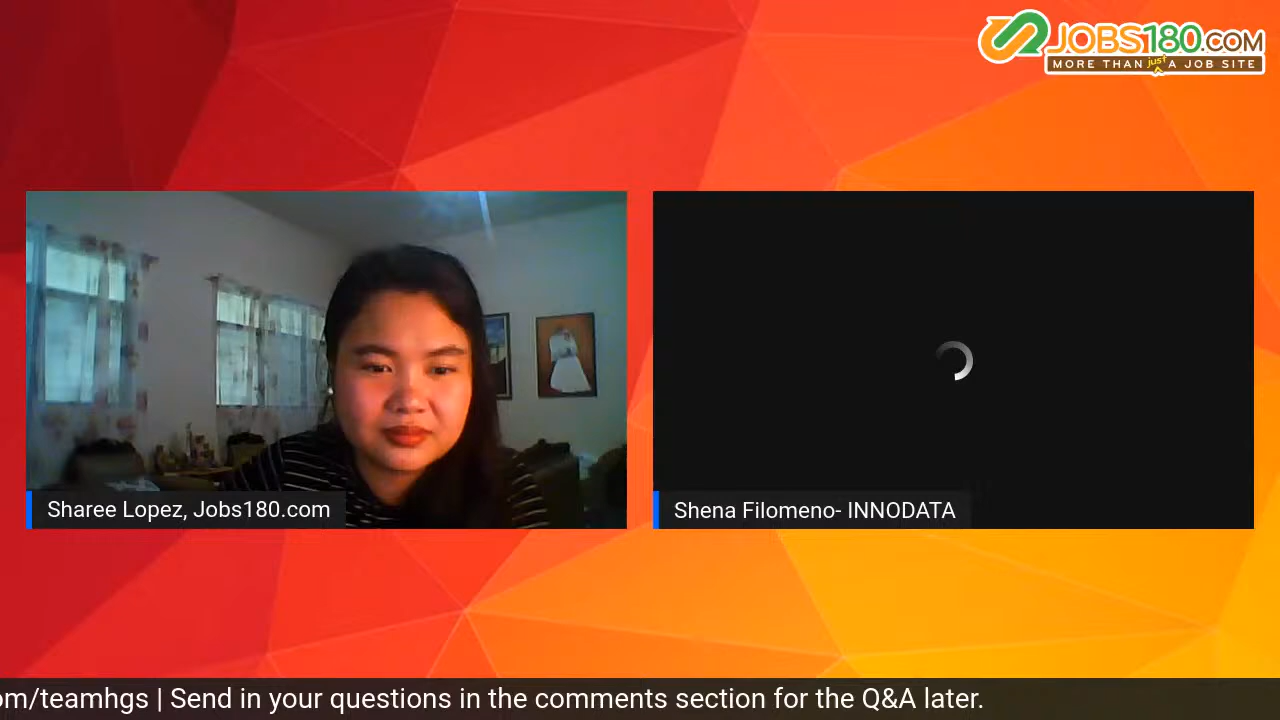 JOBS180.COM
MORE THAN just A JOB SITE
Sharee Lopez, Jobs180.com
Shena Filomeno- INNODATA
om/teamhgs | Send in your questions in the comments section for the Q&A later.